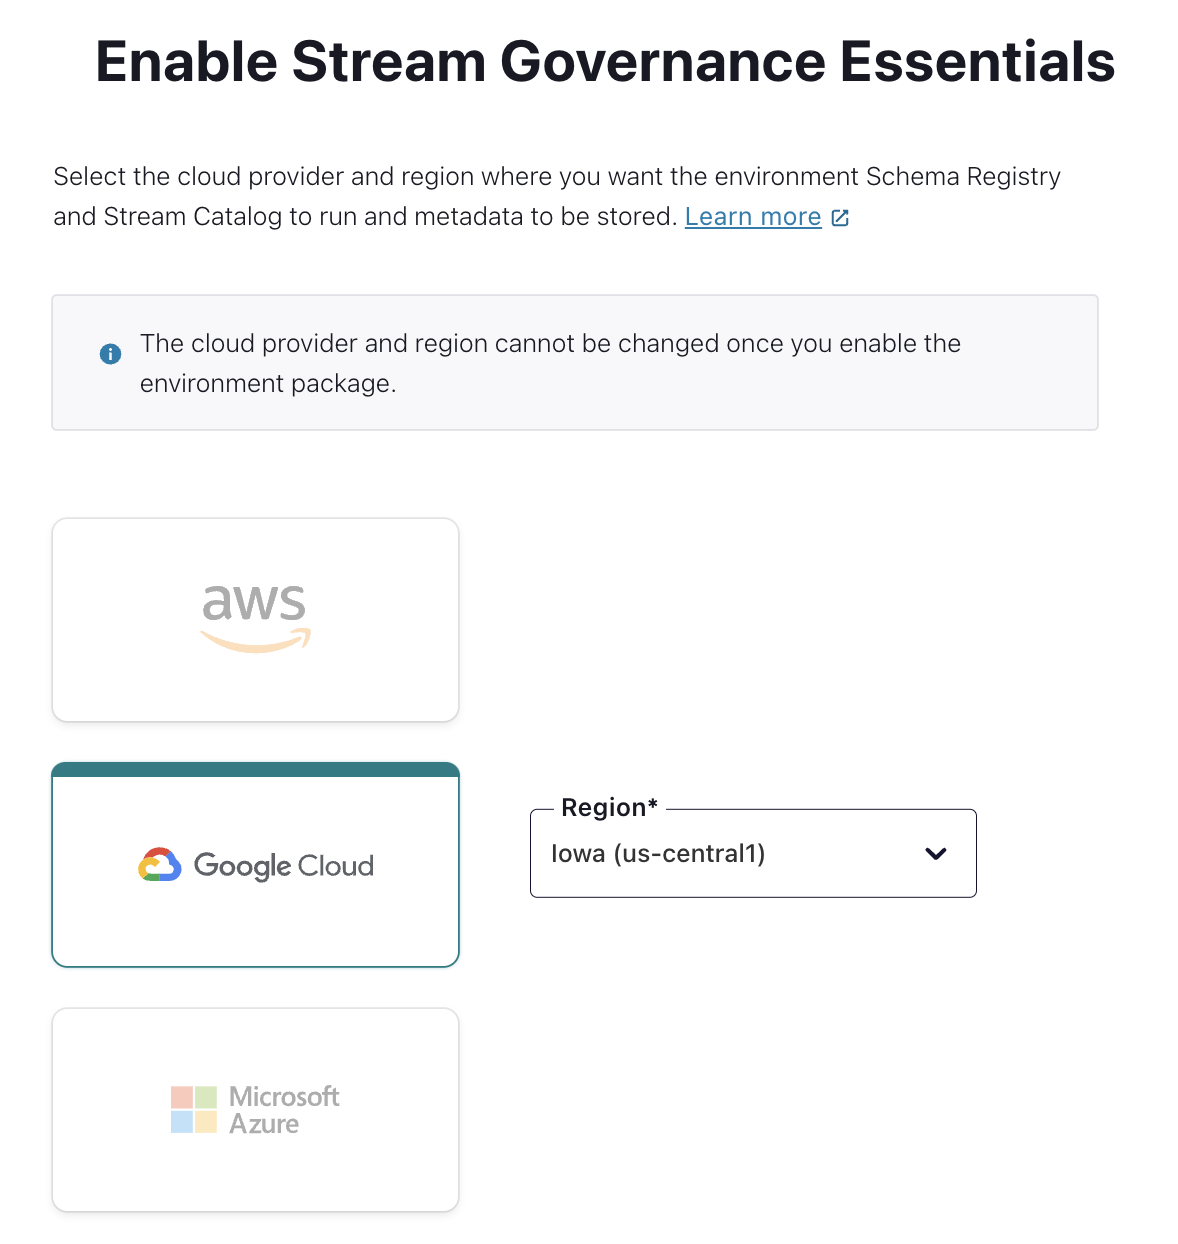 Enable Stream Governance Essentials
Select the cloud provider and region where you want the environment Schema Registry
and Stream Catalog to run and metadata to be stored. Learn more
The cloud provider and region cannot be changed once you enable the
environment package.
aws
Google Cloud
Region*
Iowa (us-central1)
Microsoft
Azure